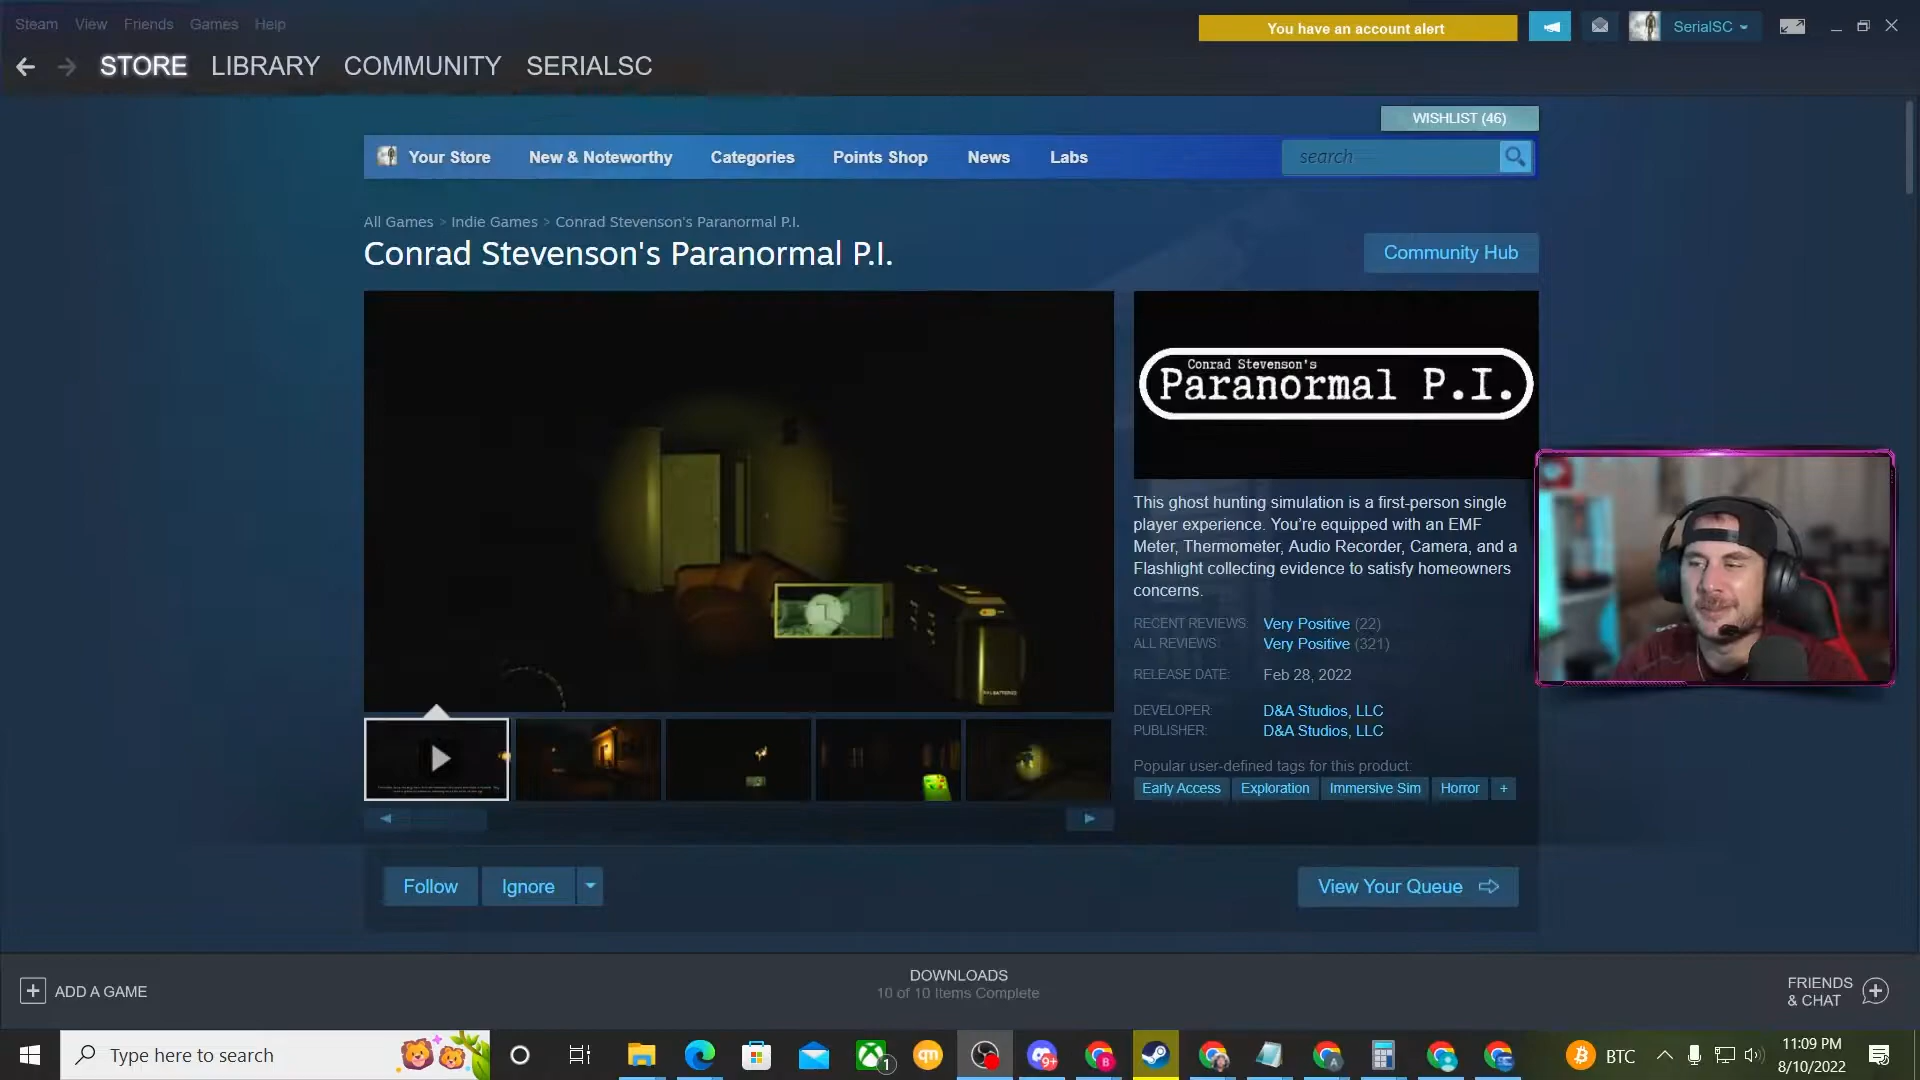 Steam View Friends Games Help
You have an account alert
SerialSC
STORE LIBRARY COMMUNITY SERIALSC
WISHLIST (46)
Your Store New & Noteworthy Categories Points Shop News Labs
search
All Games > Indie Games > Conrad Stevenson's Paranormal P.I.
Conrad Stevenson's Paranormal P.I.
Community Hub
Conrad Stevenson's
Paranormal P.I.
This ghost hunting simulation is a first-person single
player experience. You're equipped with an EMF
Meter, Thermometer, Audio Recorder, Camera, and a
Flashlight collecting evidence to satisfy homeowners
concerns.
RECENT REVIEWS: Very Positive (22)
ALL REVIEWS: Very Positive (321)
RELEASE DATE: Feb 28, 2022
DEVELOPER: D&A Studios, LLC
PUBLISHER: D&A Studios, LLC
Popular user-defined tags for this product:
Early Access Exploration Immersive Sim Horror +
Follow Ignore
View Your Queue
ADD A GAME
DOWNLOADS
10 of 10 Items Complete
FRIENDS
& CHAT
Type here to search
1
qm
9+
B
A
BTC
11:09 PM
8/10/2022